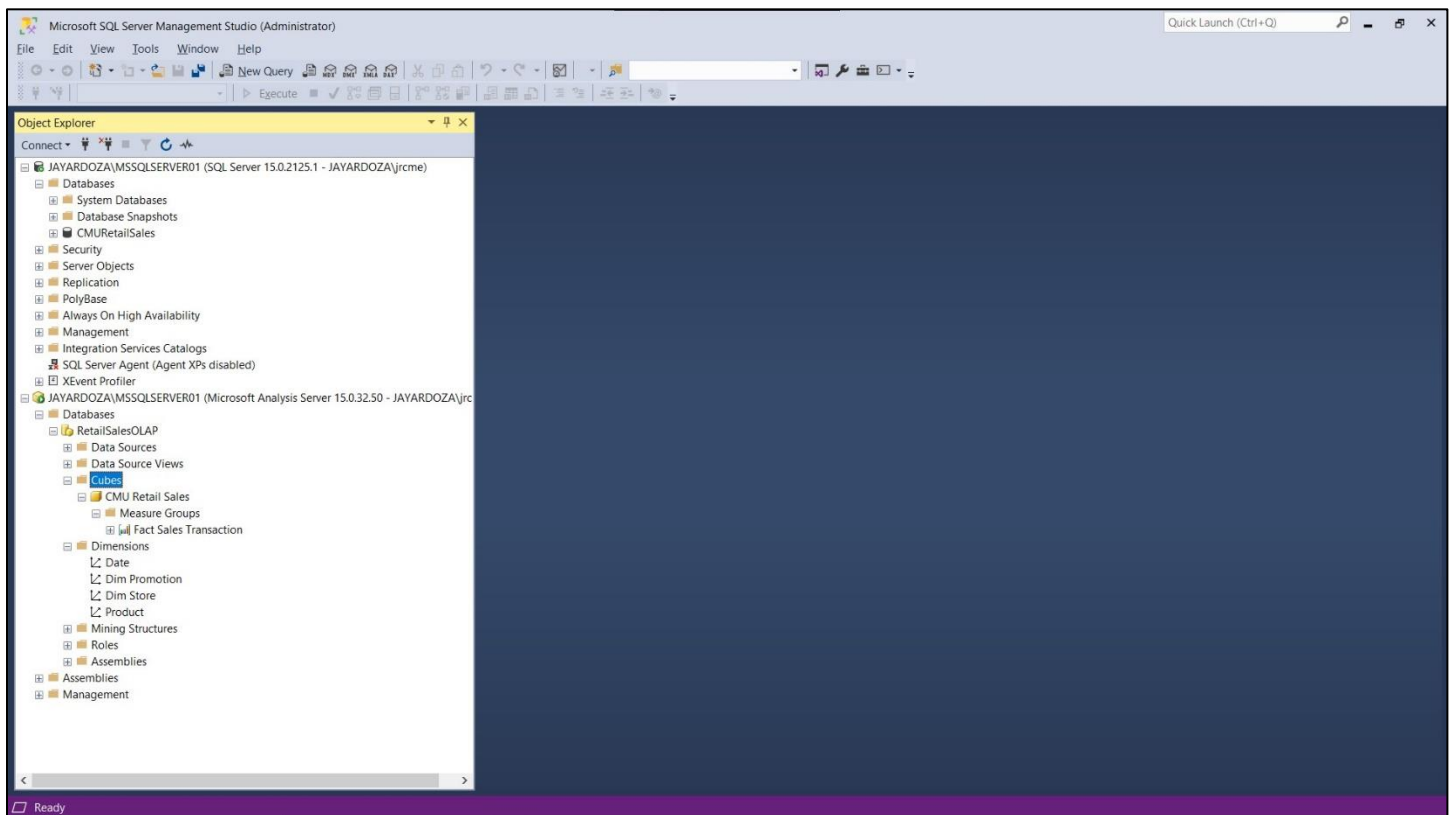 Microsoft SQL Server Management Studio (Administrator)
Quick Launch (Ctrl+Q)
File Edit View Tools Window Help
New Query MDX DMX XMLA DAX
Execute
Object Explorer
Connect
JAYARDOZA\MSSQLSERVER01 (SQL Server 15.0.2125.1 - JAYARDOZA\jrcme)
Databases
System Databases
Database Snapshots
CMURetailSales
Security
Server Objects
Replication
PolyBase
Always On High Availability
Management
Integration Services Catalogs
SQL Server Agent (Agent XPs disabled)
XEvent Profiler
JAYARDOZA\MSSQLSERVER01 (Microsoft Analysis Server 15.0.32.50 - JAYARDOZA\jrc
Databases
RetailSalesOLAP
Data Sources
Data Source Views
Cubes
CMU Retail Sales
Measure Groups
Fact Sales Transaction
Dimensions
Date
Dim Promotion
Dim Store
Product
Mining Structures
Roles
Assemblies
Assemblies
Management
Ready